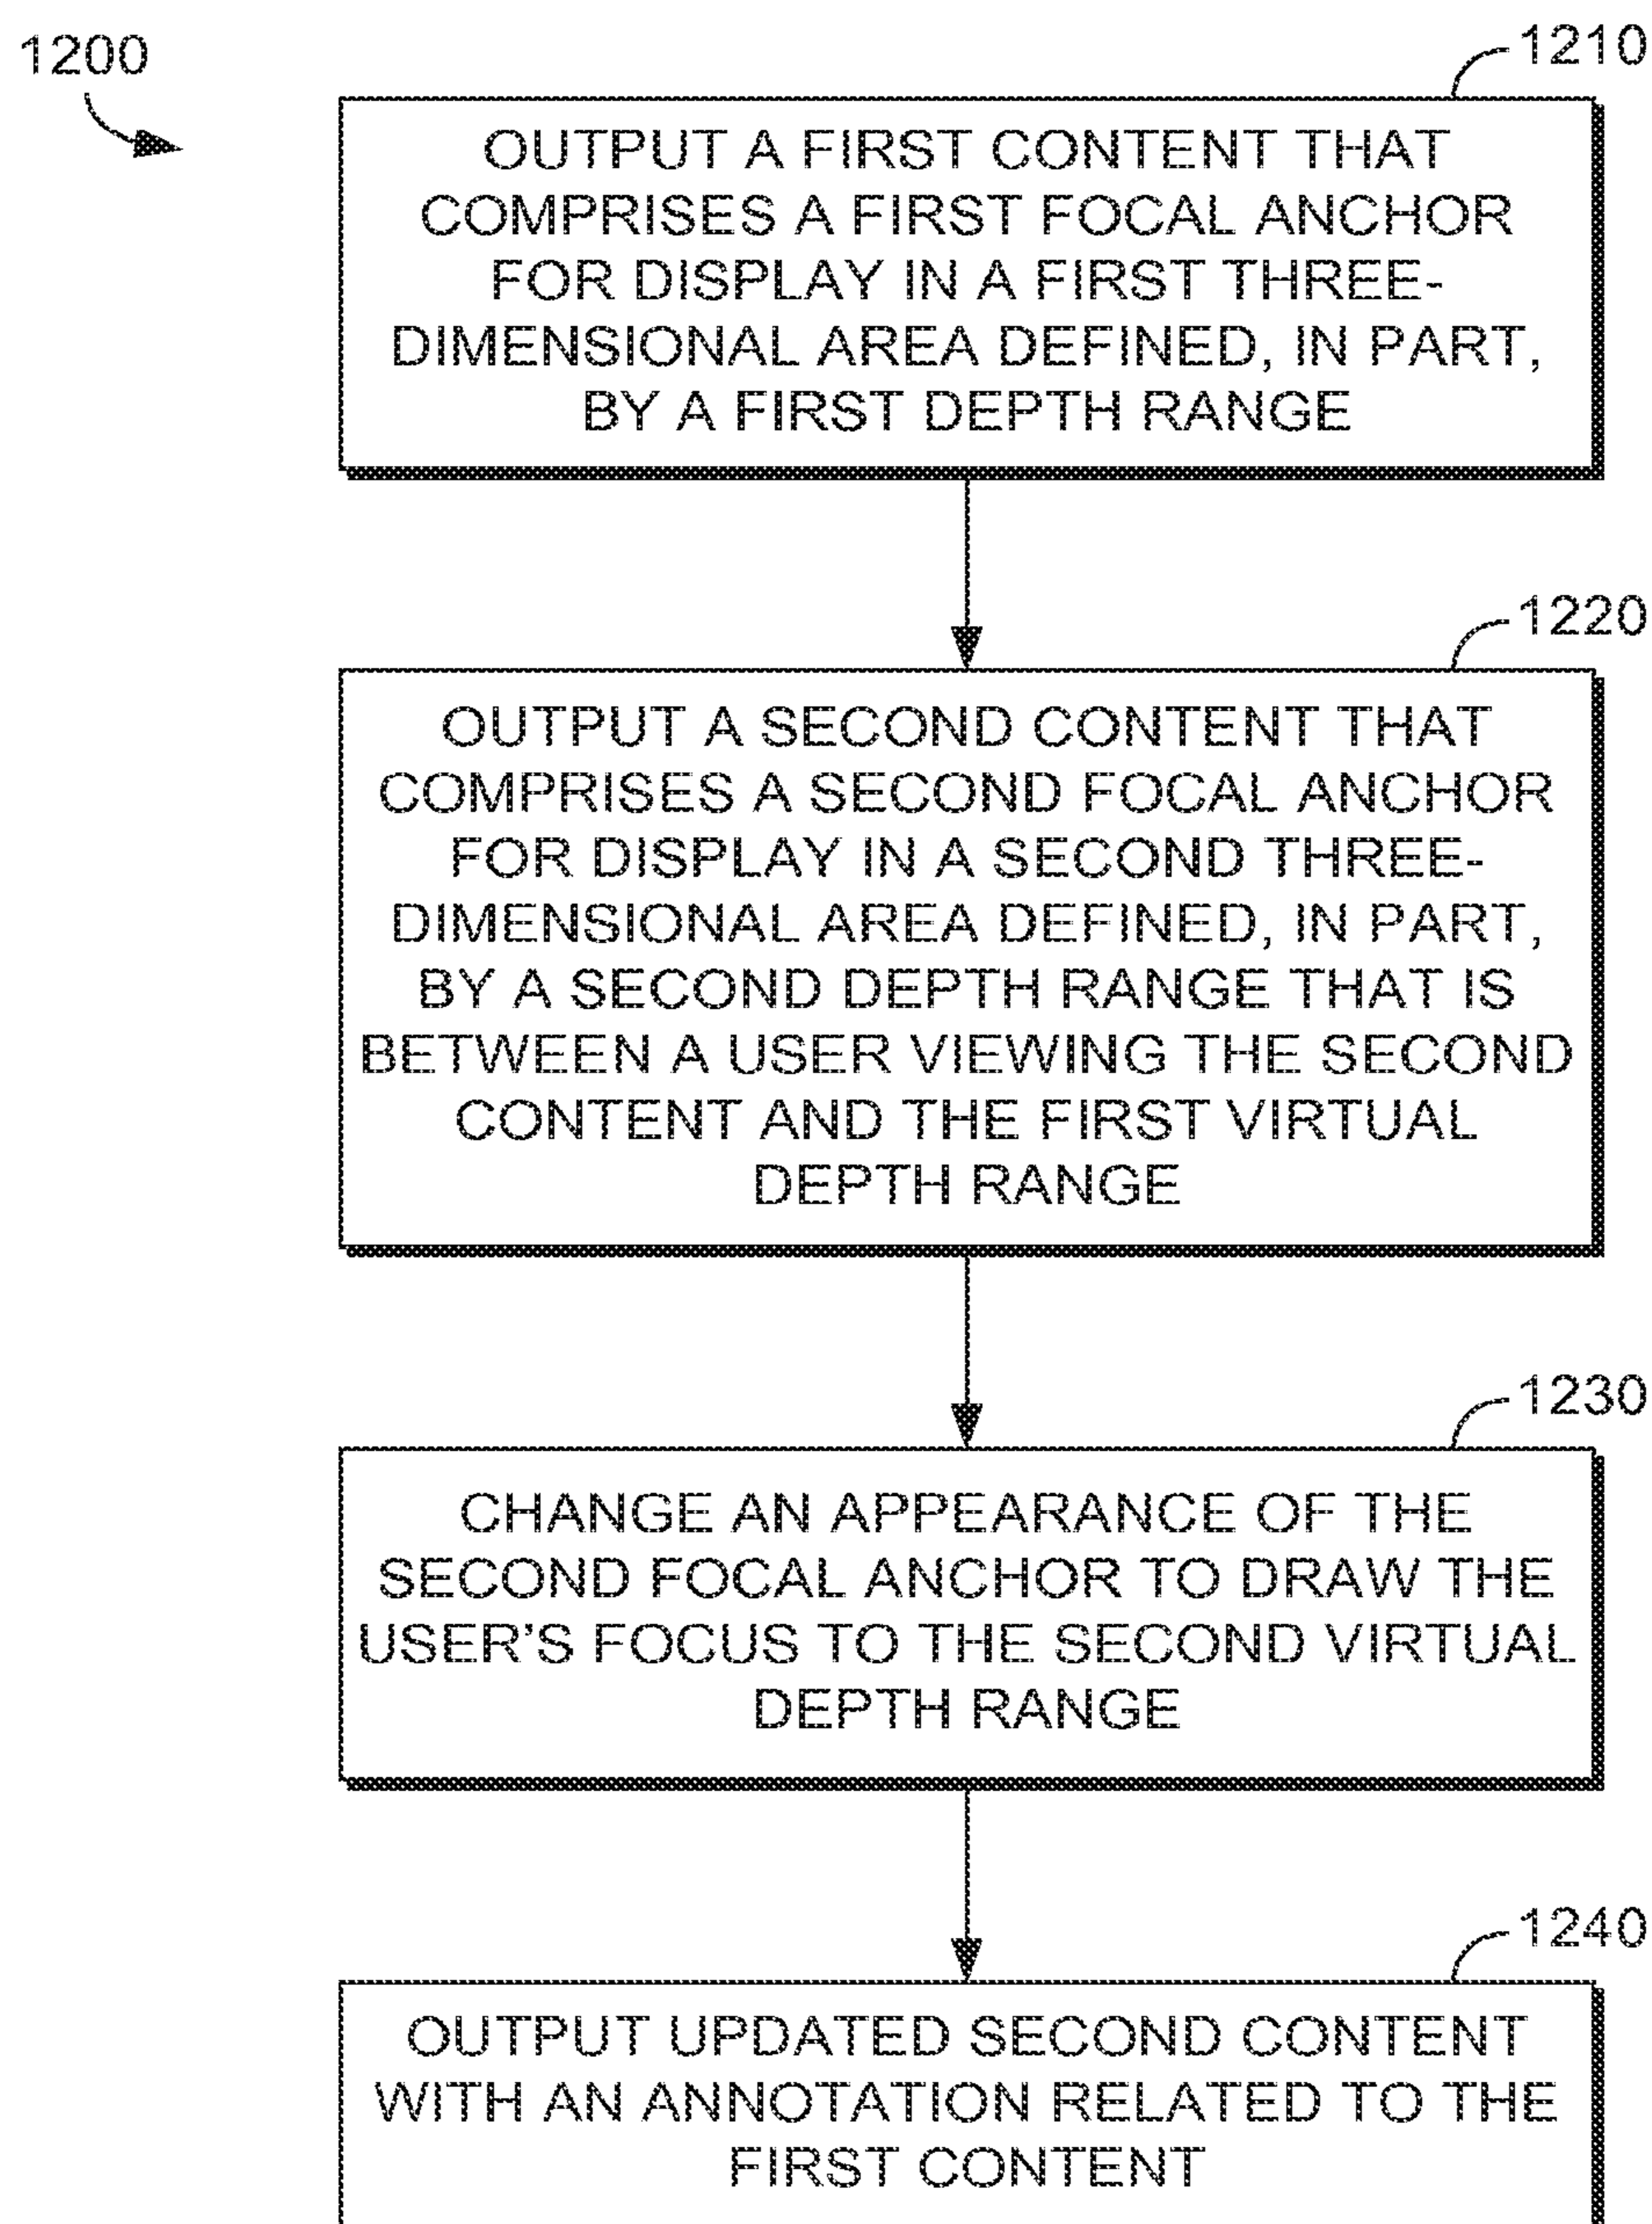 1200
1210
OUTPUT A FIRST CONTENT THAT
COMPRISES A FIRST FOCAL ANCHOR
FOR DISPLAY IN A FIRST THREE-
DIMENSIONAL AREA DEFINED, IN PART,
BY A FIRST DEPTH RANGE
1220
OUTPUT A SECOND CONTENT THAT
COMPRISES A SECOND FOCAL ANCHOR
FOR DISPLAY IN A SECOND THREE-
DIMENSIONAL AREA DEFINED, IN PART,
BY A SECOND DEPTH RANGE THAT IS
BETWEEN A USER VIEWING THE SECOND
CONTENT AND THE FIRST VIRTUAL
DEPTH RANGE
1230
CHANGE AN APPEARANCE OF THE
SECOND FOCAL ANCHOR TO DRAW THE
USER'S FOCUS TO THE SECOND VIRTUAL
DEPTH RANGE
1240
OUTPUT UPDATED SECOND CONTENT
WITH AN ANNOTATION RELATED TO THE
FIRST CONTENT